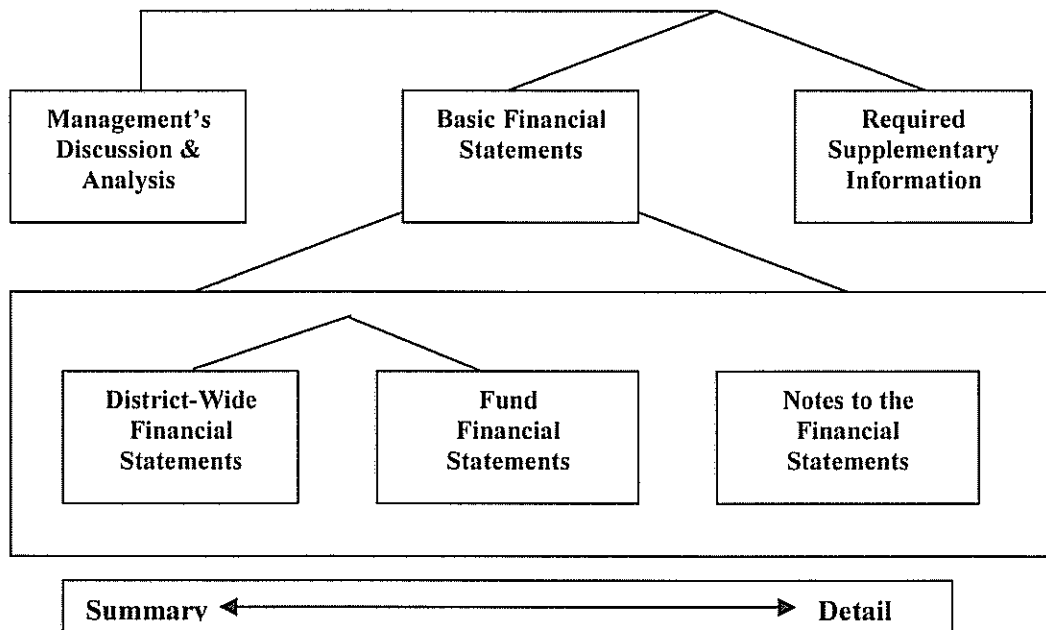 Management's
Discussion &
Analysis
Basic Financial
Statements
Required
Supplementary
Information
District-Wide
Financial
Statements
Fund
Financial
Statements
Notes to the
Financial
Statements
Summary
Detail